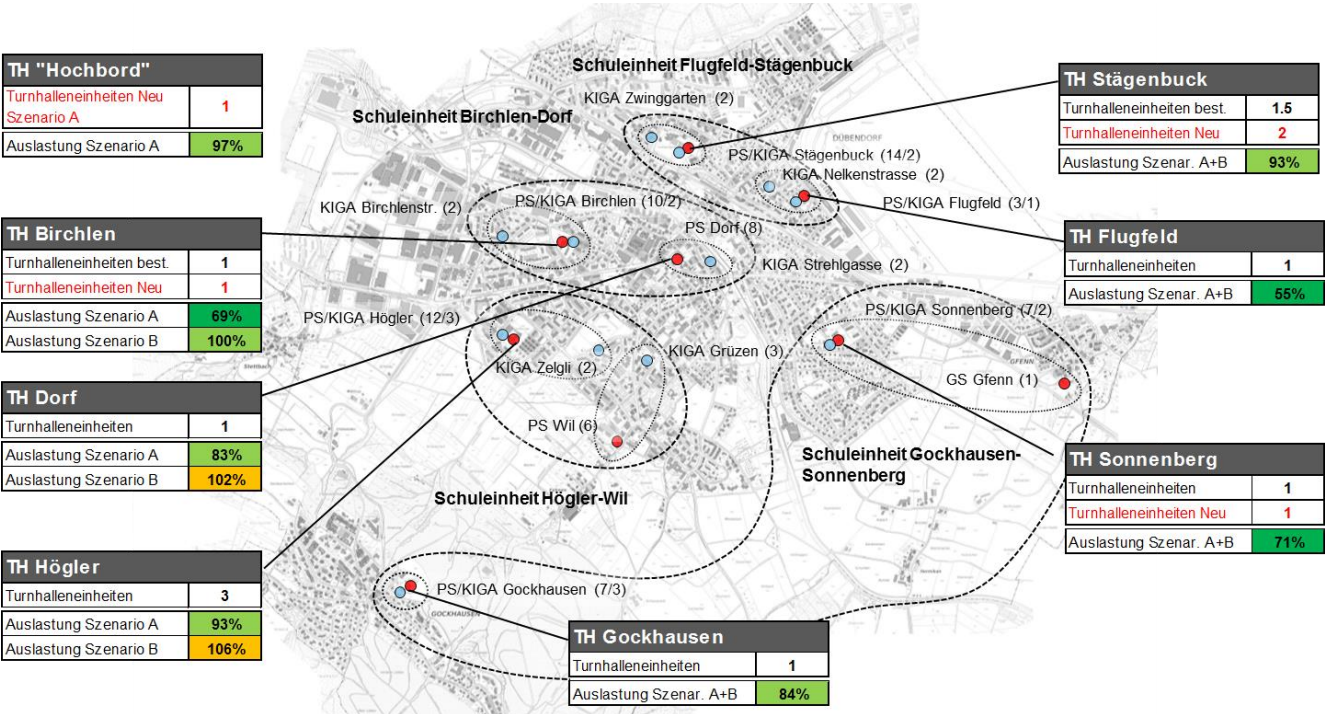 TH "Hochbord"
Turnhalleneinheiten Neu
Szenario A
1
Auslastung Szenario A 97%
TH Birchlen
Turnhalleneinheiten best. 1
Turnhalleneinheiten Neu 1
Auslastung Szenario A 69%
Auslastung Szenario B 100%
TH Dorf
Turnhalleneinheiten 1
Auslastung Szenario A 83%
Auslastung Szenario B 102%
TH Högler
Turnhalleneinheiten 3
Auslastung Szenario A 93%
Auslastung Szenario B 106%
Schuleinheit Flugfeld-Stägenbuck
KIGA Zwinggarten (2)
Schuleinheit Birchlen-Dorf
DÜBENDORF
PS/KIGA Stägenbuck (14/2)
KIGA Nelkenstrasse (2)
PS/KIGA Birchlen (10/2)
KIGA Birchlenstr. (2)
PS/KIGA Flugfeld (3/1)
PS Dorf (8)
KIGA Strehlgasse (2)
PS/KIGA Högler (12/3)
PS/KIGA Sonnenberg (7/2)
KIGA Grüzen (3)
GFENN
KIGA Zelgli (2)
GS Gfenn (1)
Stettbach
PS Wil (6)
Schuleinheit Gockhausen-
Sonnenberg
Schuleinheit Högler-Wil
PS/KIGA Gockhausen (7/3)
GOCKHAUSEN
TH Gockhausen
Turnhalleneinheiten 1
Auslastung Szenar. A+B 84%
TH Stägenbuck
Turnhalleneinheiten best. 1.5
Turnhalleneinheiten Neu 2
Auslastung Szenar. A+B 93%
TH Flugfeld
Turnhalleneinheiten 1
Auslastung Szenar. A+B 55%
TH Sonnenberg
Turnhalleneinheiten 1
Turnhalleneinheiten Neu 1
Auslastung Szenar. A+B 71%